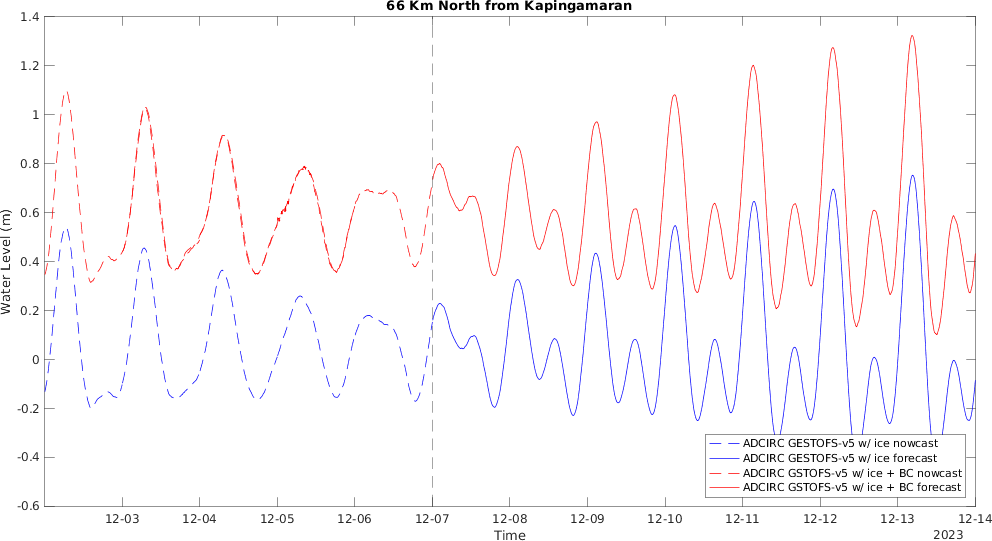 66 Km North from Kapingamaran
1.4
1.2
1
0.8
0.6
0.4
0.2
0
-0.2
-0.4
-0.6
Water Level (m)
ADCIRC GESTOFS-v5 w/ ice nowcast
ADCIRC GESTOFS-v5 w/ ice forecast
ADCIRC GSTOFS-v5 w/ ice + BC nowcast
ADCIRC GSTOFS-v5 w/ ice + BC forecast
12-03 12-04 12-05 12-06 12-07 12-08 12-09 12-10 12-11 12-12 12-13 12-14
Time
2023